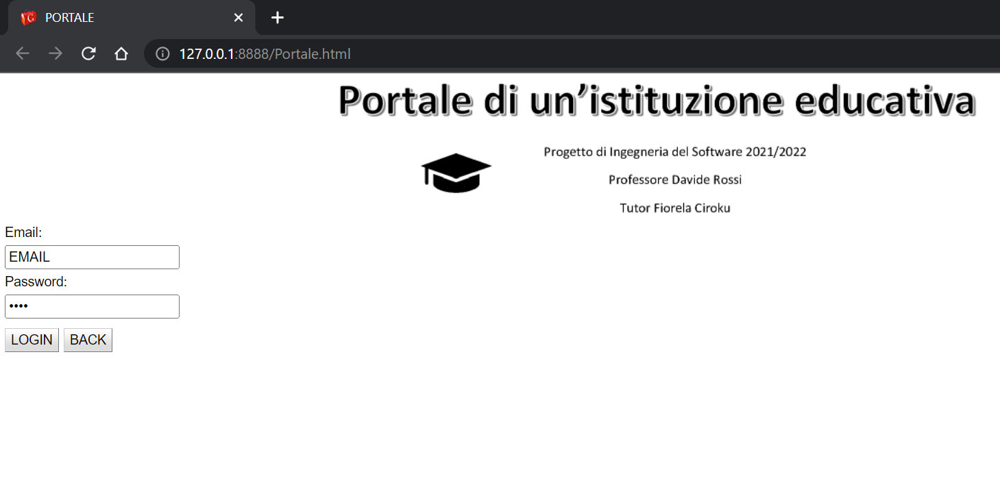 PORTALE
127.0.0.1:8888/Portale.html
Portale di un’istituzione educativa
Progetto di Ingegneria del Software 2021/2022
Professore Davide Rossi
Tutor Fiorela Ciroku
Email:
EMAIL
Password:
••••
LOGIN BACK